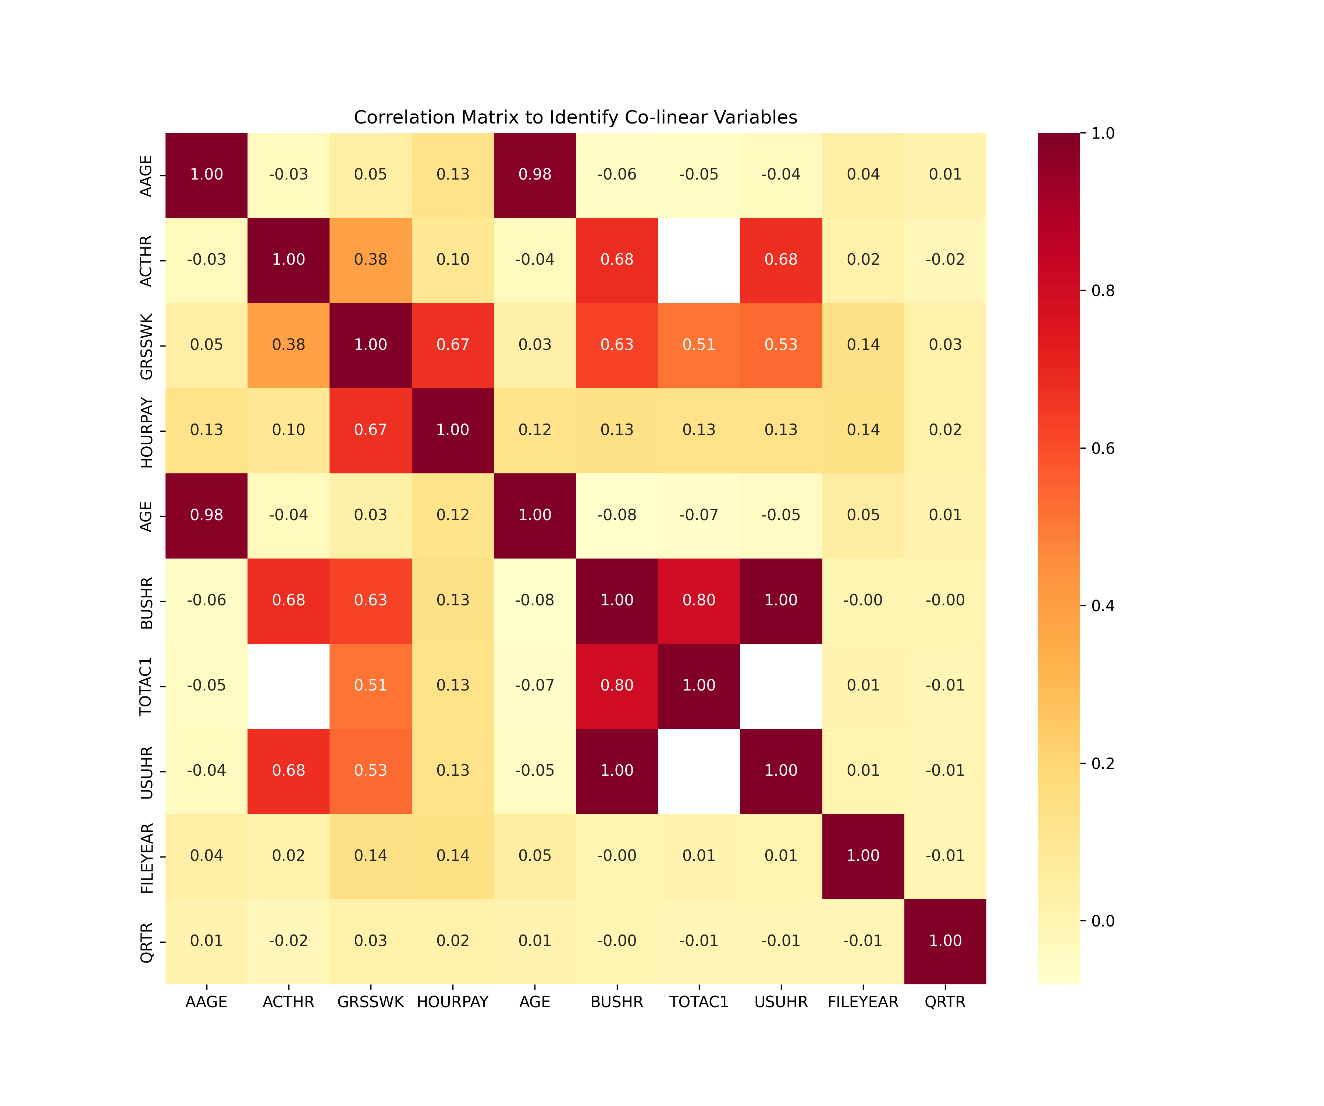 Correlation Matrix to Identify Co-linear Variables
AAGE 1.00 -0.03 0.05 0.13 0.98 -0.06 -0.05 -0.04 0.04 0.01
ACTHR -0.03 1.00 0.38 0.10 -0.04 0.68 0.68 0.02 -0.02
GRSSWK 0.05 0.38 1.00 0.67 0.03 0.63 0.51 0.53 0.14 0.03
HOURPAY 0.13 0.10 0.67 1.00 0.12 0.13 0.13 0.13 0.14 0.02
AGE 0.98 -0.04 0.03 0.12 1.00 -0.08 -0.07 -0.05 0.05 0.01
BUSHR -0.06 0.68 0.63 0.13 -0.08 1.00 0.80 1.00 -0.00 -0.00
TOTAC1 -0.05 0.51 0.13 -0.07 0.80 1.00 0.01 -0.01
USUHR -0.04 0.68 0.53 0.13 -0.05 1.00 1.00 0.01 -0.01
FILEYEAR 0.04 0.02 0.14 0.14 0.05 -0.00 0.01 0.01 1.00 -0.01
QRTR 0.01 -0.02 0.03 0.02 0.01 -0.00 -0.01 -0.01 -0.01 1.00
AAGE ACTHR GRSSWK HOURPAY AGE BUSHR TOTAC1 USUHR FILEYEAR QRTR
1.0
0.8
0.6
0.4
0.2
0.0